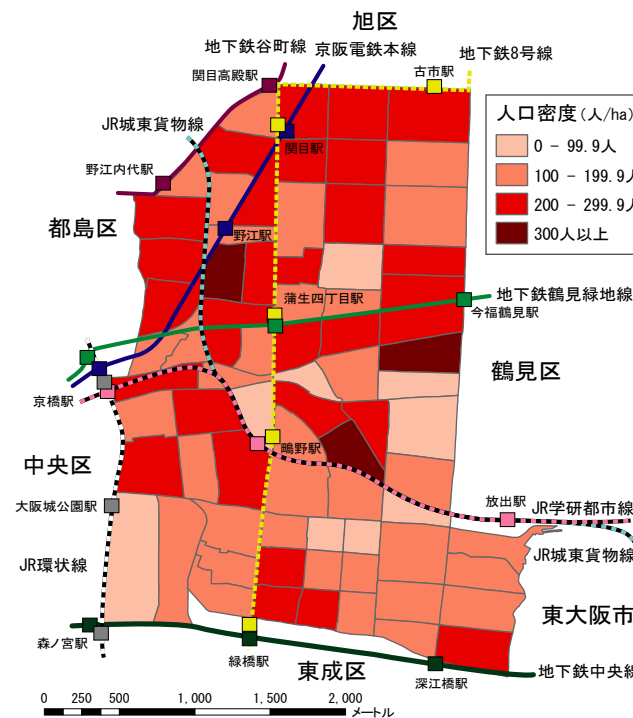 旭区
地下鉄谷町線
京阪電鉄本線
地下鉄8号線
関目高殿駅
古市駅
人口密度(人/ha)
0 - 99.9人
100 - 199.9人
200 - 299.9人
300人以上
JR城東貨物線
関目駅
野江内代駅
都島区
野江駅
蒲生四丁目駅
地下鉄鶴見緑地線
今福鶴見駅
鶴見区
京橋駅
中央区
鴫野駅
大阪城公園駅
放出駅
JR学研都市線
JR環状線
JR城東貨物線
東大阪市
森ノ宮駅
緑橋駅
東成区
深江橋駅
地下鉄中央線
0 250 500 1,000 1,500 2,000
メートル